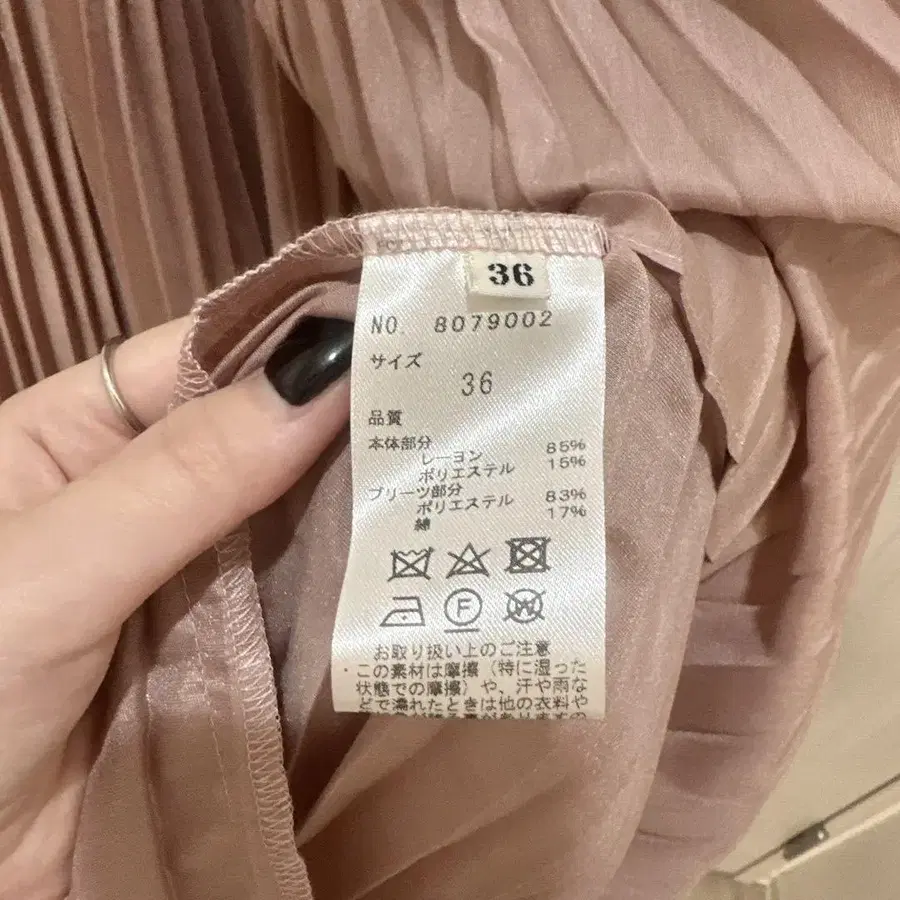 36
NO. 8079002
サイズ
36
品質
本体部分
レーヨン 85%
ポリエステル 15%
プリーツ部分
ポリエステル 83%
綿 17%
F
W
お取り扱い上のご注意
・この素材は摩擦(特に湿った
状態での摩擦)や、汗や雨な
どで濡れたときは他の衣料や